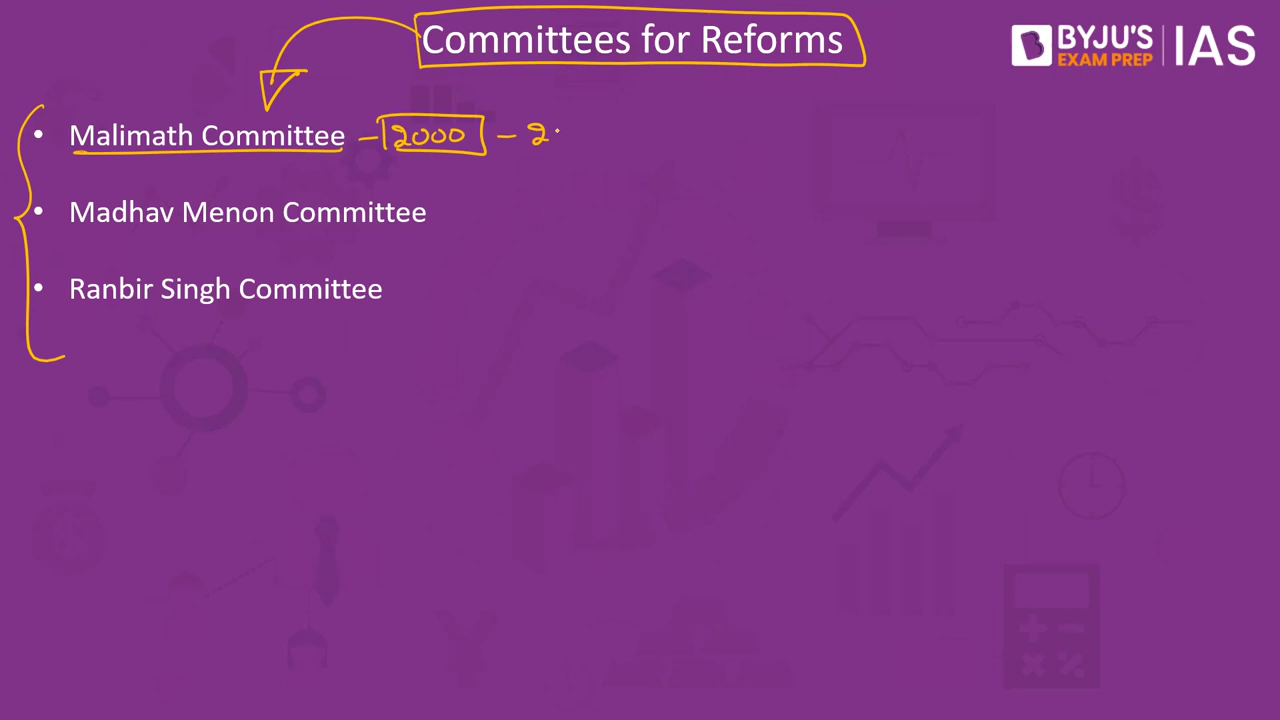 Committees for Reforms
BYJU'S
EXAM PREP
IAS
• Malimath Committee – 2000 – 2
• Madhav Menon Committee
• Ranbir Singh Committee